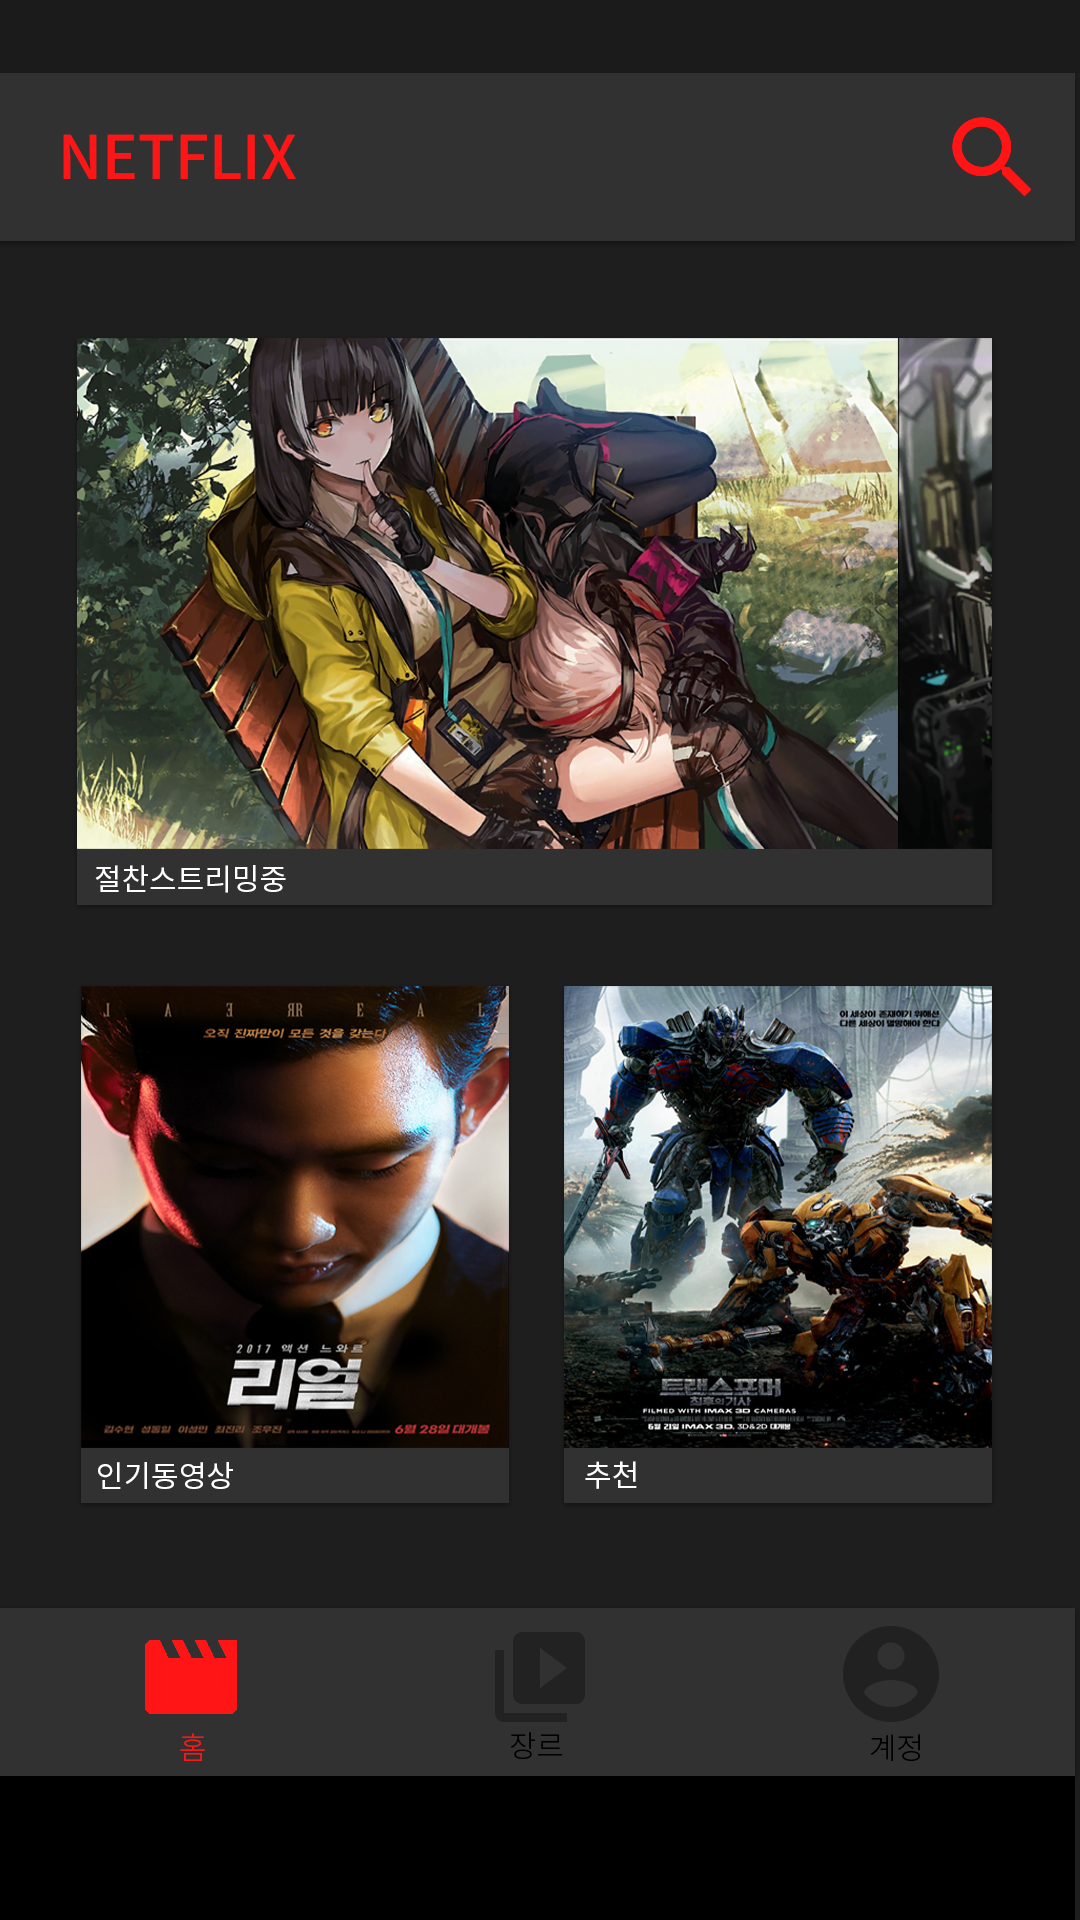 NETFLIX
절찬스트리밍중
L A E ЯR E A L
오직 진짜만이 모든 것을 갖는다
2017 액션 느와르
리얼
김수현 성동일 이성민 최진리 조우진
6월 28일 대개봉
인기동영상
이 세상이 존재하기 위해선
다른 세상이 멸망해야 한다
트랜스포머
최후의 기사
FILMED WITH IMAX 3D CAMERAS
6월 21일 IMAX 3D, 3D&2D 대개봉
추천
홈
장르
계정